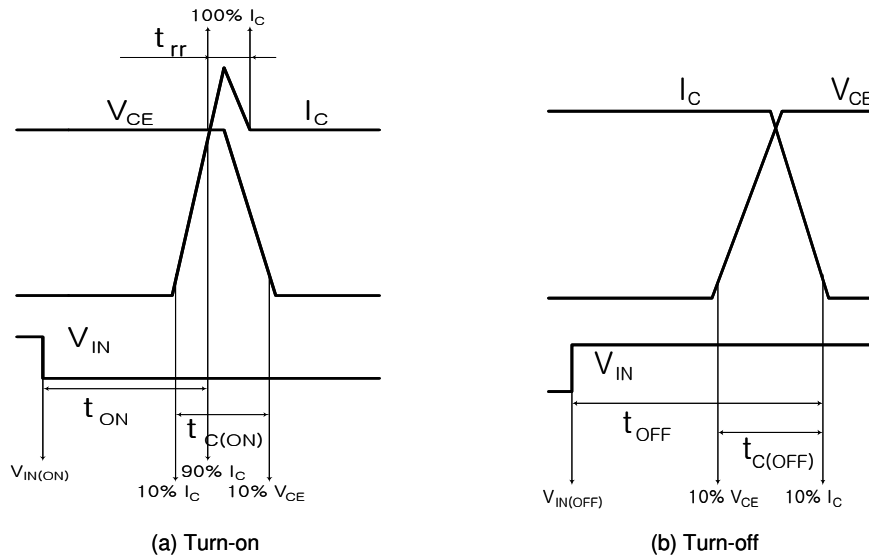 100% I_C
t_rr
V_CE
I_C
V_IN
t_ON
t_C(ON)
V_IN(ON)
90% I_C
10% I_C
10% V_CE
(a) Turn-on
I_C
V_CE
V_IN
t_OFF
t_C(OFF)
V_IN(OFF)
10% V_CE
10% I_C
(b) Turn-off